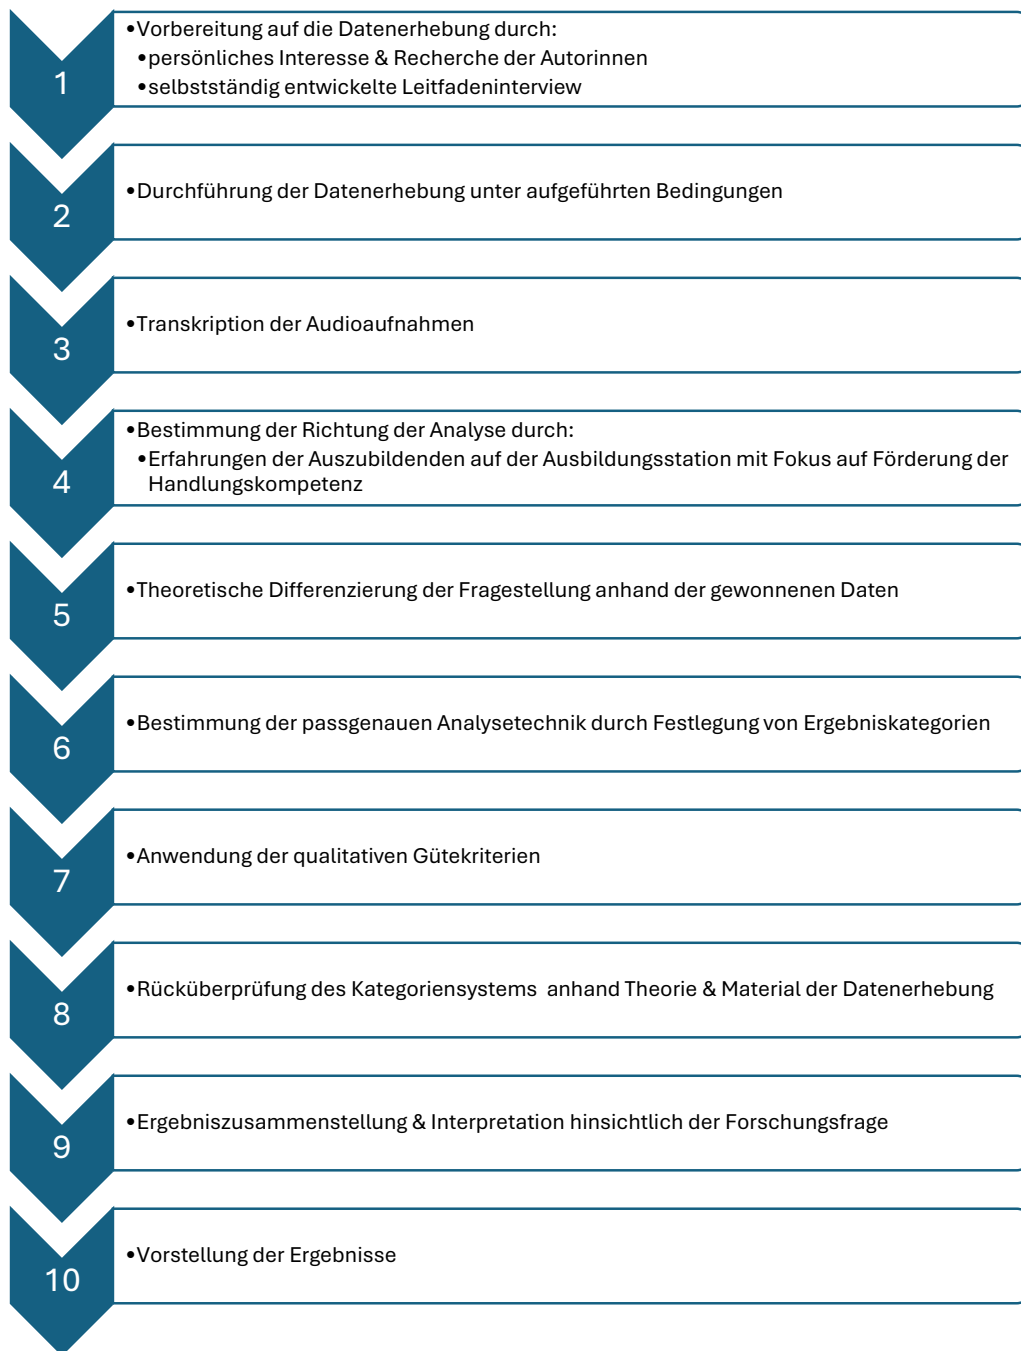 1
•Vorbereitung auf die Datenerhebung durch:
•persönliches Interesse & Recherche der Autorinnen
•selbstständig entwickelte Leitfadeninterview
2
•Durchführung der Datenerhebung unter aufgeführten Bedingungen
3
•Transkription der Audioaufnahmen
4
•Bestimmung der Richtung der Analyse durch:
•Erfahrungen der Auszubildenden auf der Ausbildungsstation mit Fokus auf Förderung der
Handlungskompetenz
5
•Theoretische Differenzierung der Fragestellung anhand der gewonnenen Daten
6
•Bestimmung der passgenauen Analysetechnik durch Festlegung von Ergebniskategorien
7
•Anwendung der qualitativen Gütekriterien
8
•Rücküberprüfung des Kategoriensystems  anhand Theorie & Material der Datenerhebung
9
•Ergebniszusammenstellung & Interpretation hinsichtlich der Forschungsfrage
10
•Vorstellung der Ergebnisse